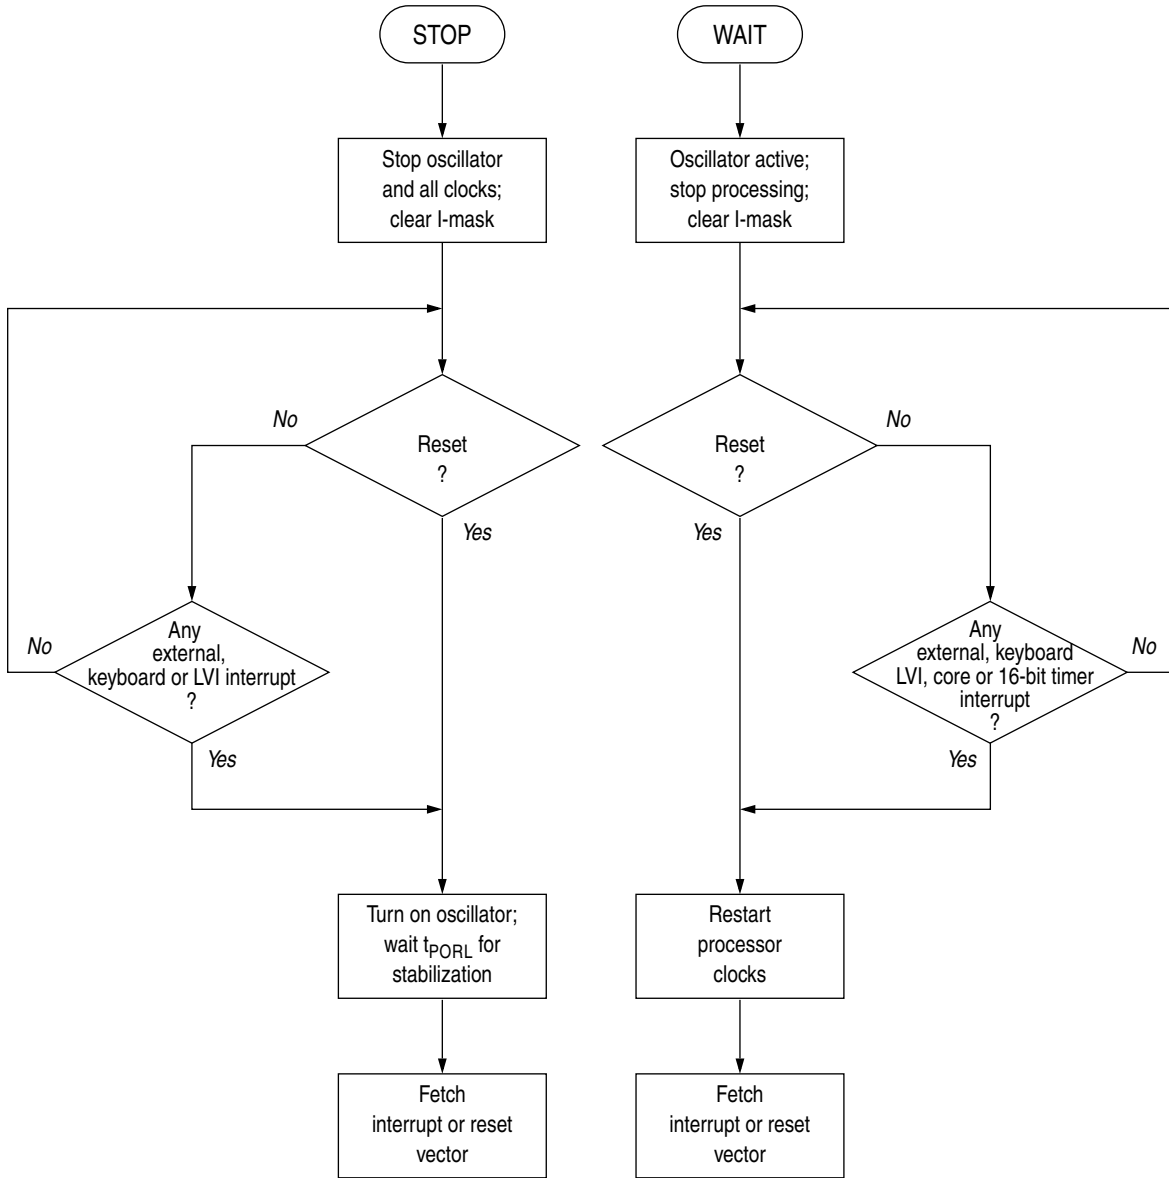 STOP
Stop oscillator
and all clocks;
clear I-mask
No
Reset
?
Yes
No
Any
external,
keyboard or LVI interrupt
?
Yes
Turn on oscillator;
wait tPORL for
stabilization
Fetch
interrupt or reset
vector
WAIT
Oscillator active;
stop processing;
clear I-mask
Reset
?
No
Yes
Any
external, keyboard
LVI, core or 16-bit timer
interrupt
?
No
Yes
Restart
processor
clocks
Fetch
interrupt or reset
vector